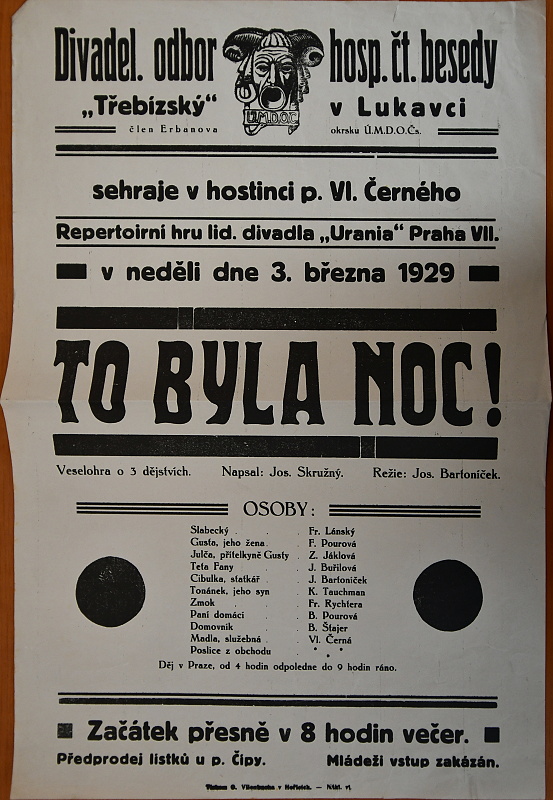 Divadel. odbor hosp. čt. besedy
„Třebízský“ v Lukavci
člen Erbanova okrsku Ú.M.D.O.Čs.
Ú.M.D.O.Č
sehraje v hostinci p. Vl. Černého
Repertoirní hru lid. divadla „Urania“ Praha VII.
v neděli dne 3. března 1929
TO BYLA NOC!
Veselohra o 3 dějstvích. Napsal: Jos. Skružný. Režie: Jos. Bartoníček.
OSOBY:
Slabecký . . Fr. Lánský
Gusta, jeho žena . F. Pourová
Julča, přítelkyně Gusty . Z. Jáklová
Teta Fany . . J. Buřilová
Cibulka, statkář . J. Bartoníček
Tonánek, jeho syn . K. Tauchman
Zmok . . Fr. Rychtera
Paní domácí . B. Pourová
Domovník . . B. Štajer
Madla, služebná . Vl. Černá
Poslice z obchodu . * * *
Děj v Praze, od 4 hodin odpoledne do 9 hodin ráno.
Začátek přesně v 8 hodin večer.
Předprodej lístků u p. Čipy. Mládeži vstup zakázán.
v Hořicích. — Nákl. vl.